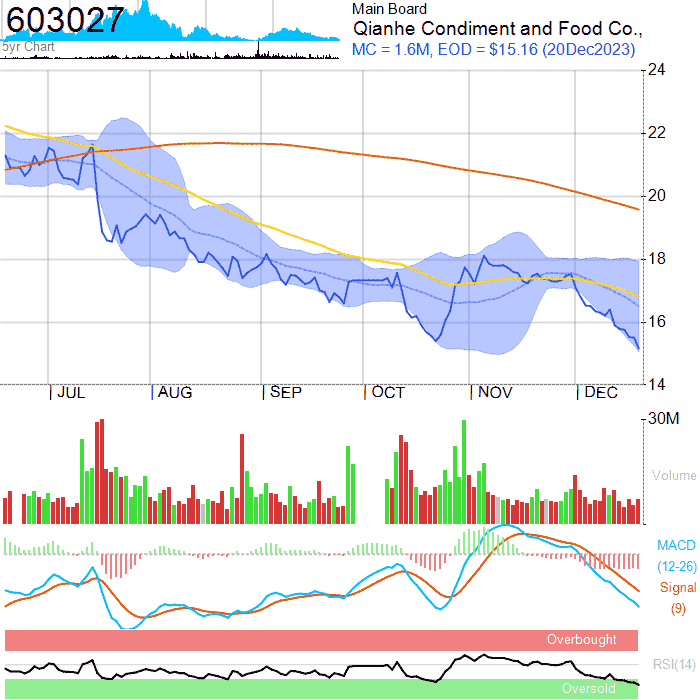 603027
5yr Chart
Main Board
Qianhe Condiment and Food Co.,
MC = 1.6M, EOD = $15.16 (20Dec2023)
24
22
20
18
16
14
JUL
AUG
SEP
OCT
NOV
DEC
30M
Volume
MACD
(12-26)
Signal
(9)
Overbought
RSI(14)
Oversold